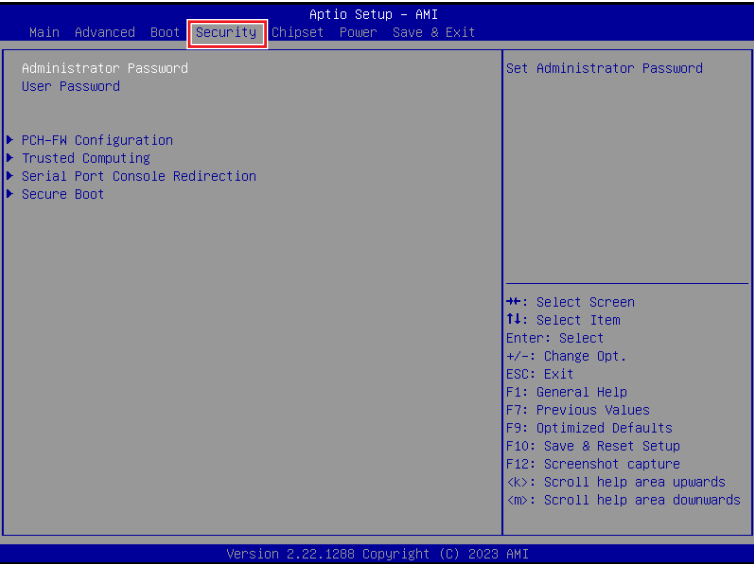 Aptio Setup – AMI
Main Advanced Boot Security Chipset Power Save & Exit
Administrator Password
User Password
▶ PCH-FW Configuration
▶ Trusted Computing
▶ Serial Port Console Redirection
▶ Secure Boot
Set Administrator Password
→←: Select Screen
↑↓: Select Item
Enter: Select
+/-: Change Opt.
ESC: Exit
F1: General Help
F7: Previous Values
F9: Optimized Defaults
F10: Save & Reset Setup
F12: Screenshot capture
<k>: Scroll help area upwards
<m>: Scroll help area downwards
Version 2.22.1288 Copyright (C) 2023 AMI